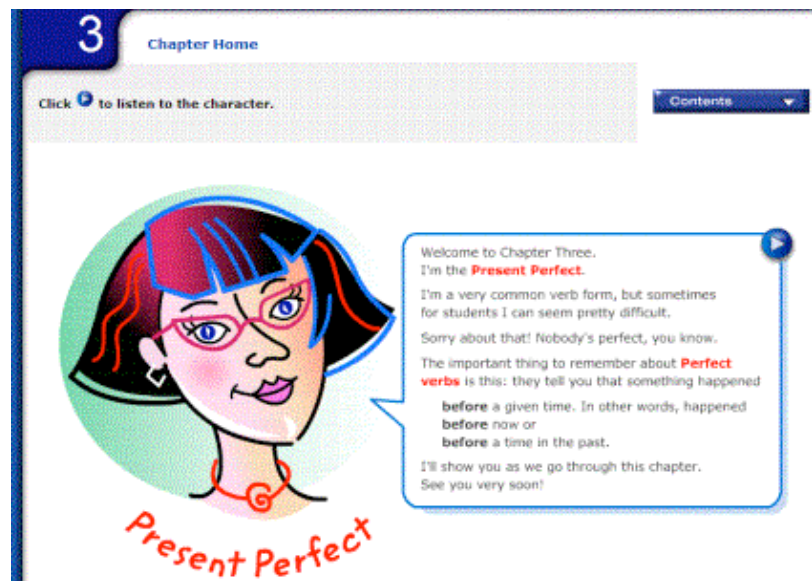 3
Chapter Home
Click to listen to the character.
Contents
Welcome to Chapter Three.
I'm the Present Perfect.
I'm a very common verb form, but sometimes
for students I can seem pretty difficult.
Sorry about that! Nobody's perfect, you know.
The important thing to remember about Perfect
verbs is this: they tell you that something happened
before a given time. In other words, happened
before now or
before a time in the past.
I'll show you as we go through this chapter.
See you very soon!
Present Perfect